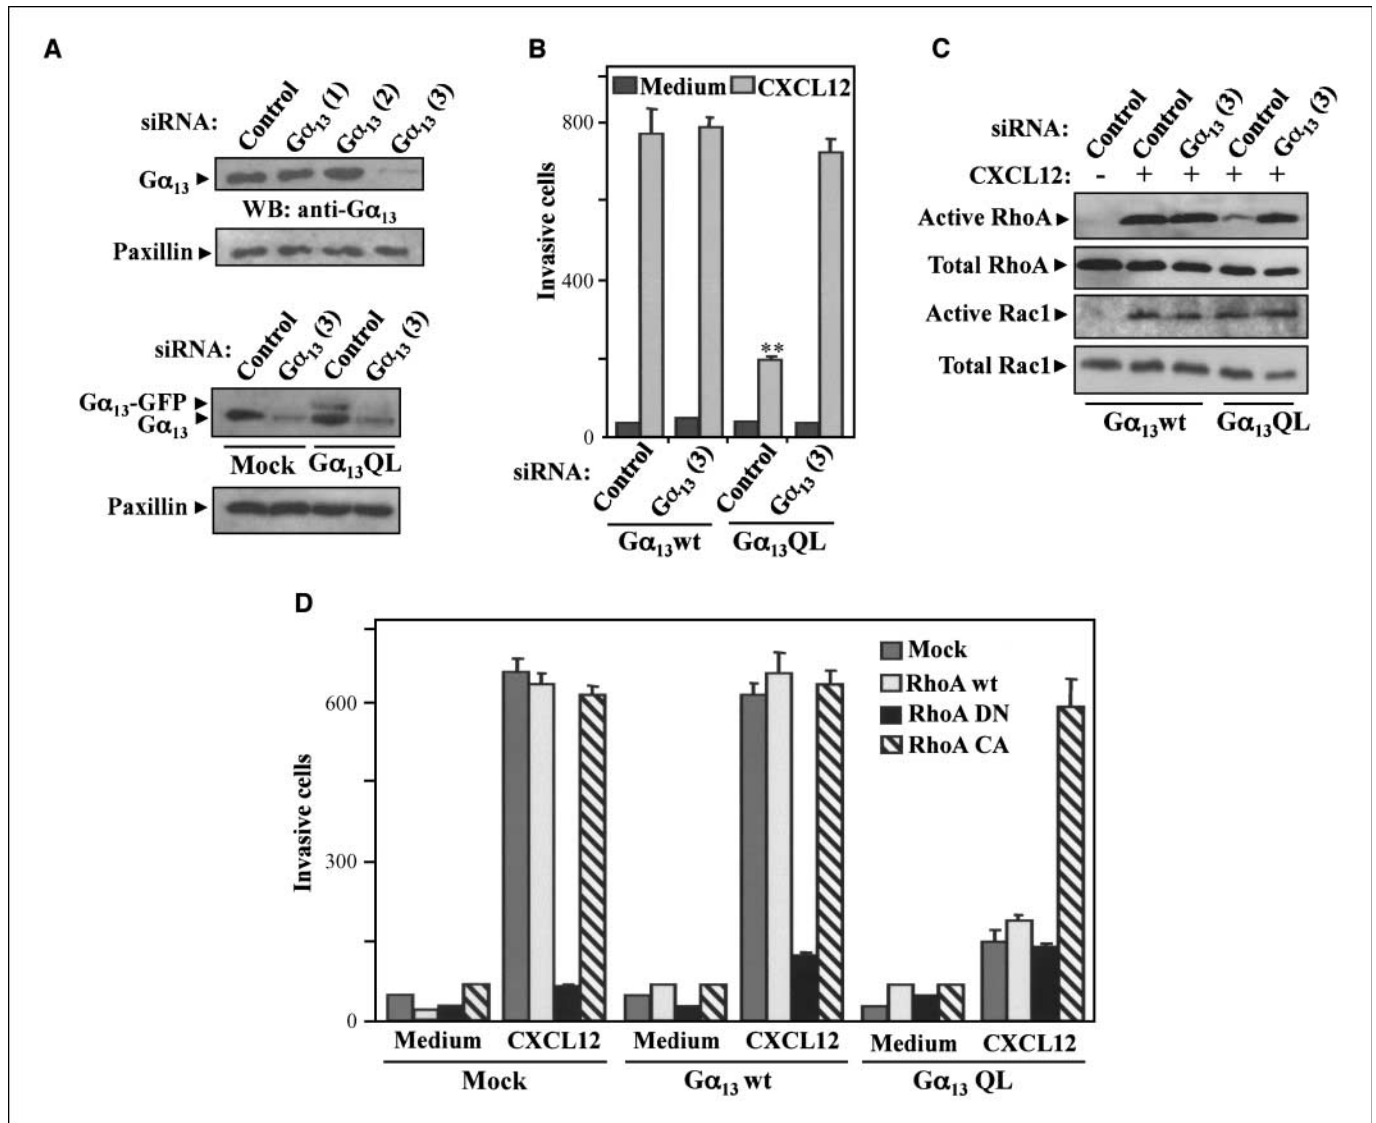 A
siRNA: Control Gα13 (1) Gα13 (2) Gα13 (3)
Gα13
WB: anti-Gα13
Paxillin
siRNA: Control Gα13 (3) Control Gα13 (3)
Gα13-GFP
Gα13
Mock Gα13QL
Paxillin
B
Medium CXCL12
Invasive cells
800
400
0
**
siRNA: Control Gα13 (3) Control Gα13 (3)
Gα13wt Gα13QL
C
siRNA: Control Control Gα13 (3) Control Gα13 (3)
CXCL12: - + + + +
Active RhoA
Total RhoA
Active Rac1
Total Rac1
Gα13wt Gα13QL
D
Mock
RhoA wt
RhoA DN
RhoA CA
Invasive cells
600
300
0
Medium CXCL12 Medium CXCL12 Medium CXCL12
Mock Gα13 wt Gα13 QL